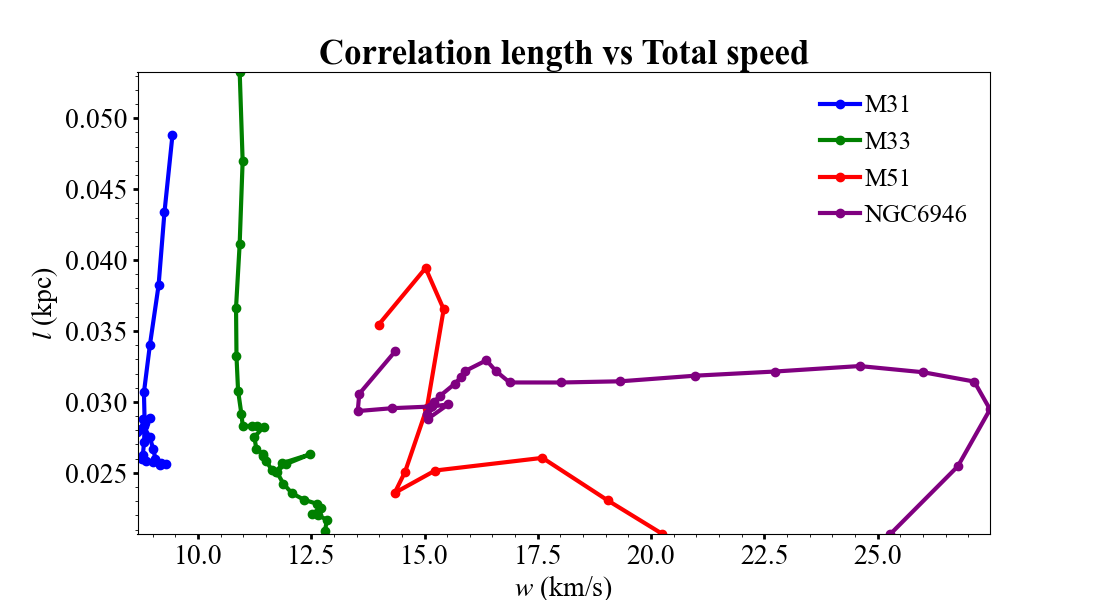 Correlation length vs Total speed
0.050
0.045
0.040
0.035
0.030
0.025
l (kpc)
M31
M33
M51
NGC6946
10.0 12.5 15.0 17.5 20.0 22.5 25.0
w (km/s)